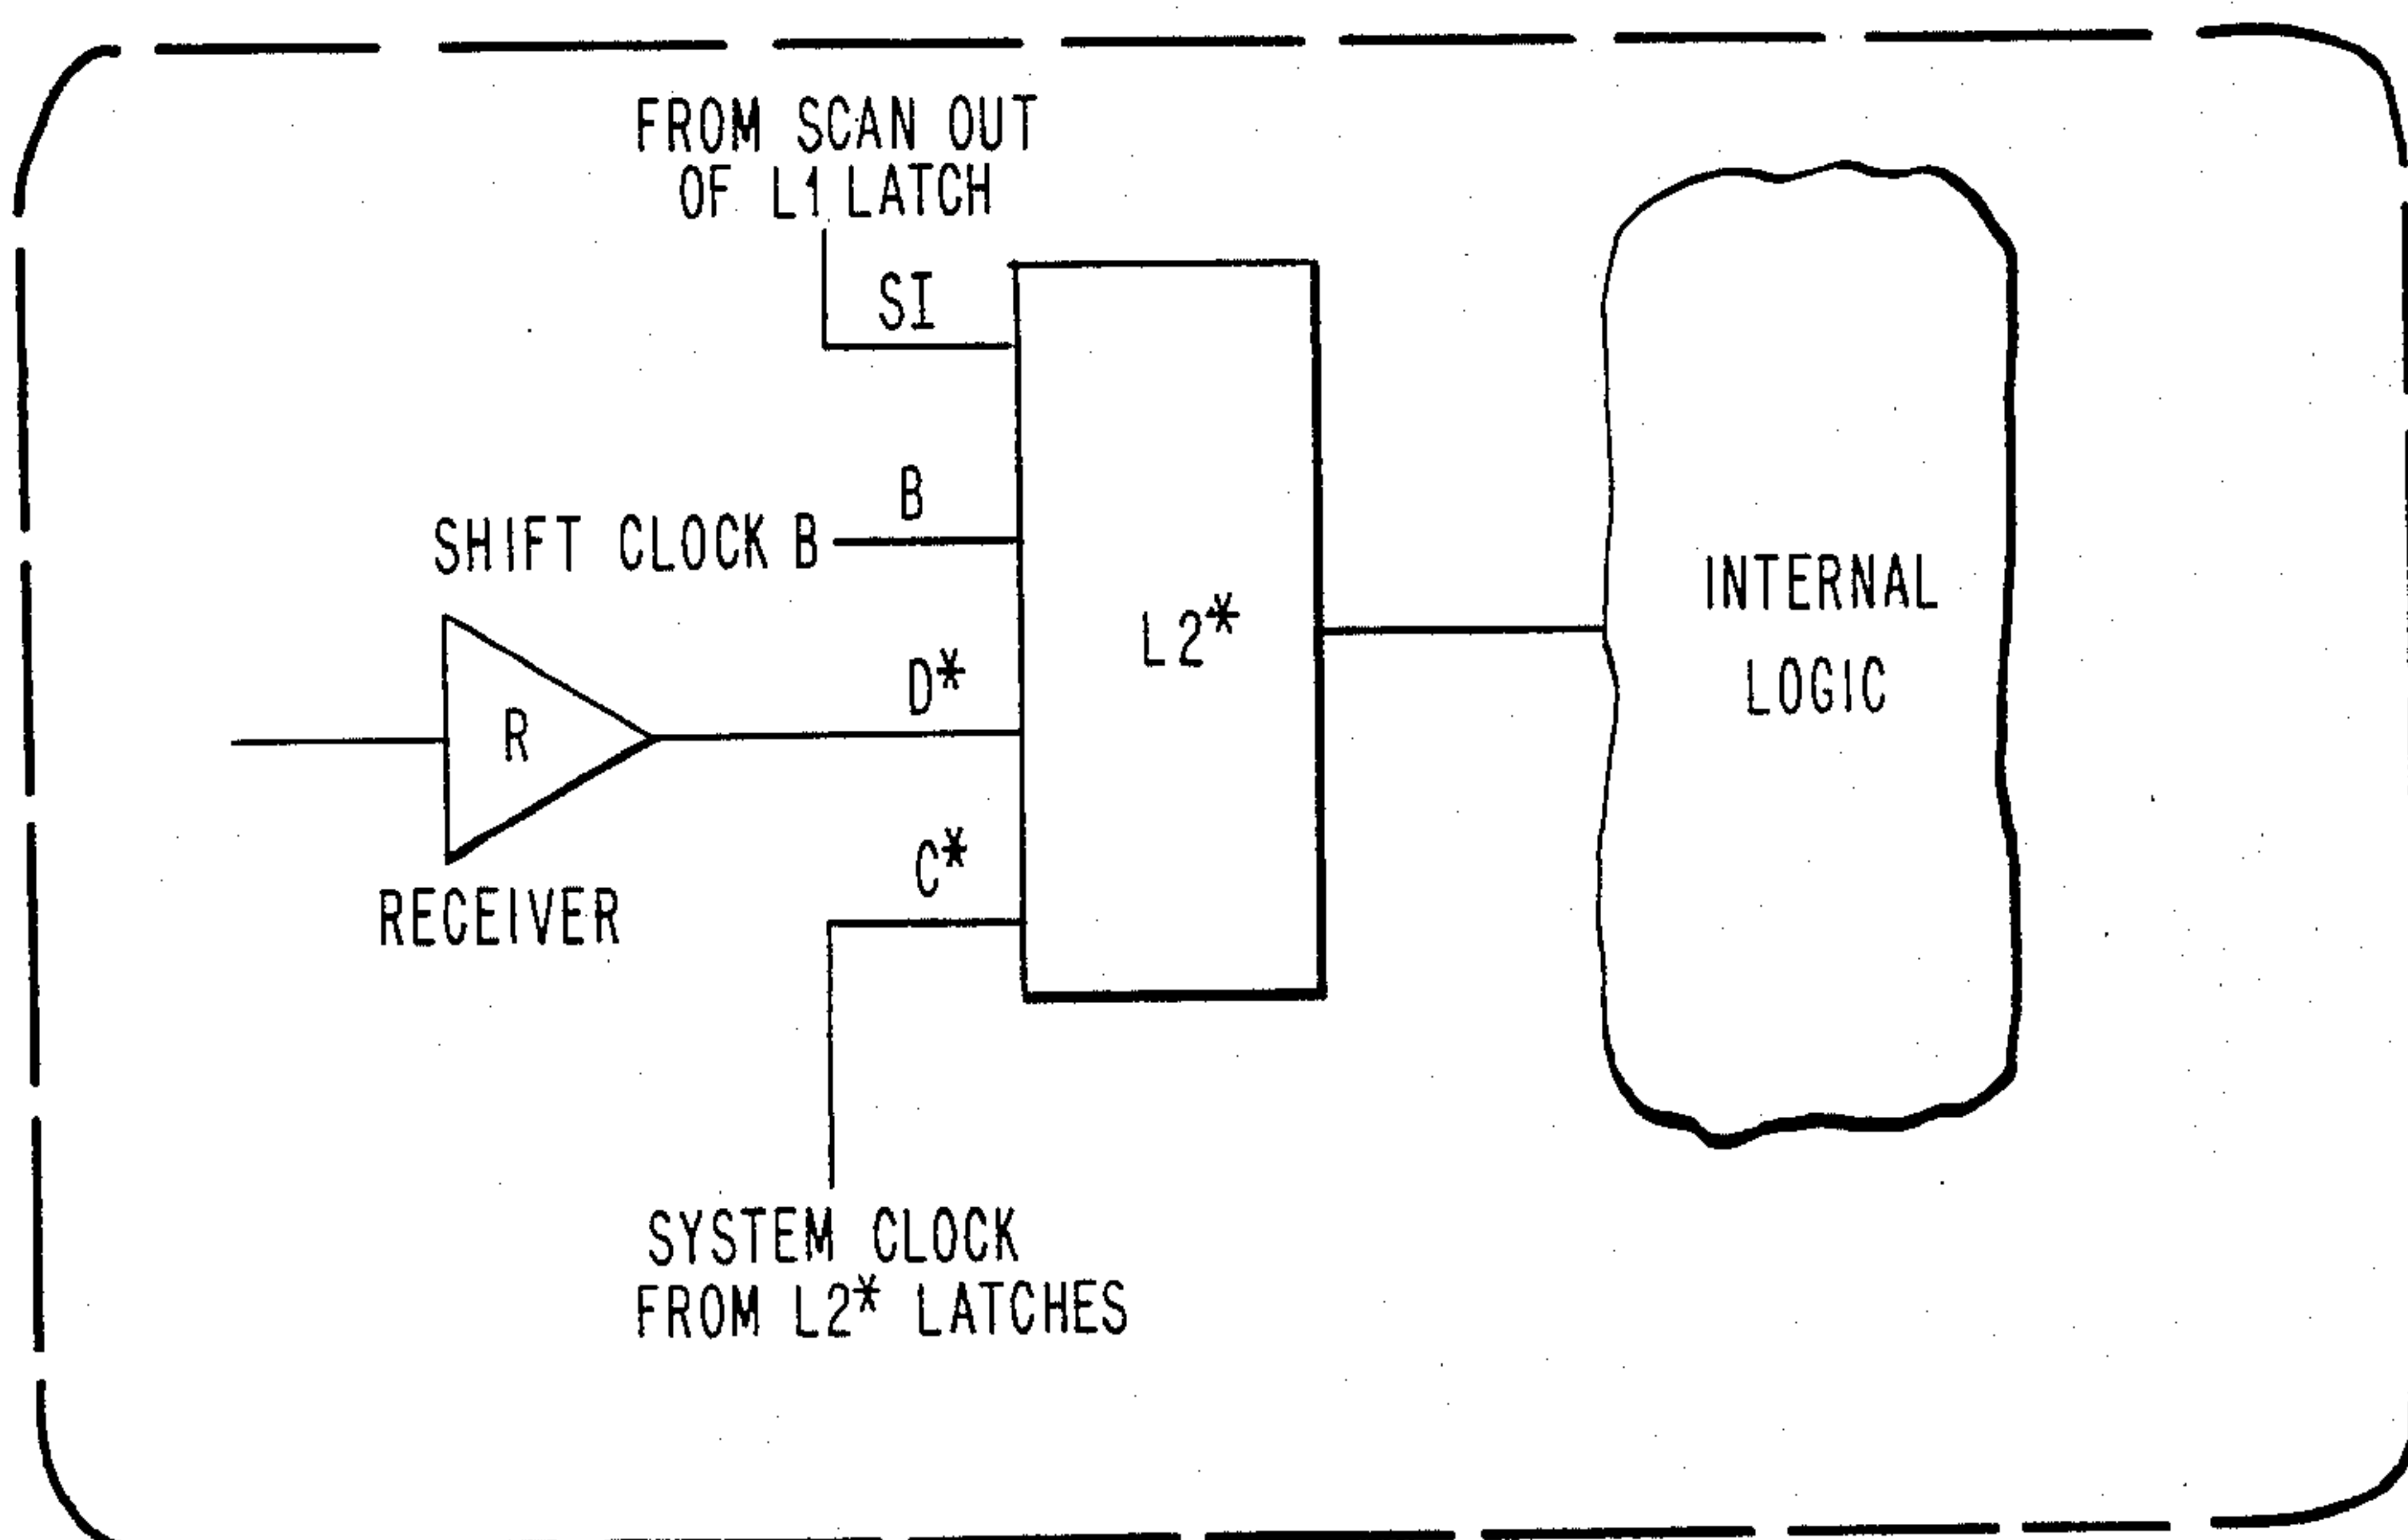 FROM SCAN OUT
OF L1 LATCH
SI
B
SHIFT CLOCK B
D*
L2*
INTERNAL
LOGIC
R
RECEIVER
C*
SYSTEM CLOCK
FROM L2* LATCHES